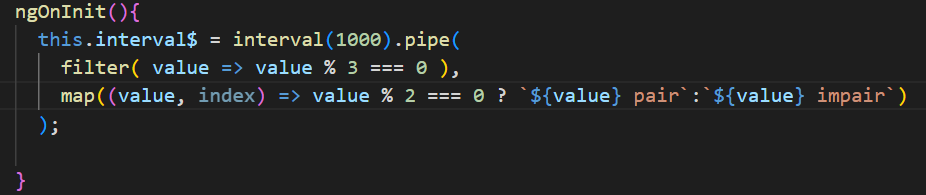 ngOnInit(){
this.interval$ = interval(1000).pipe(
filter( value => value % 3 === 0 ),
map((value, index) => value % 2 === 0 ? `${value} pair`:`${value} impair`)
);
}